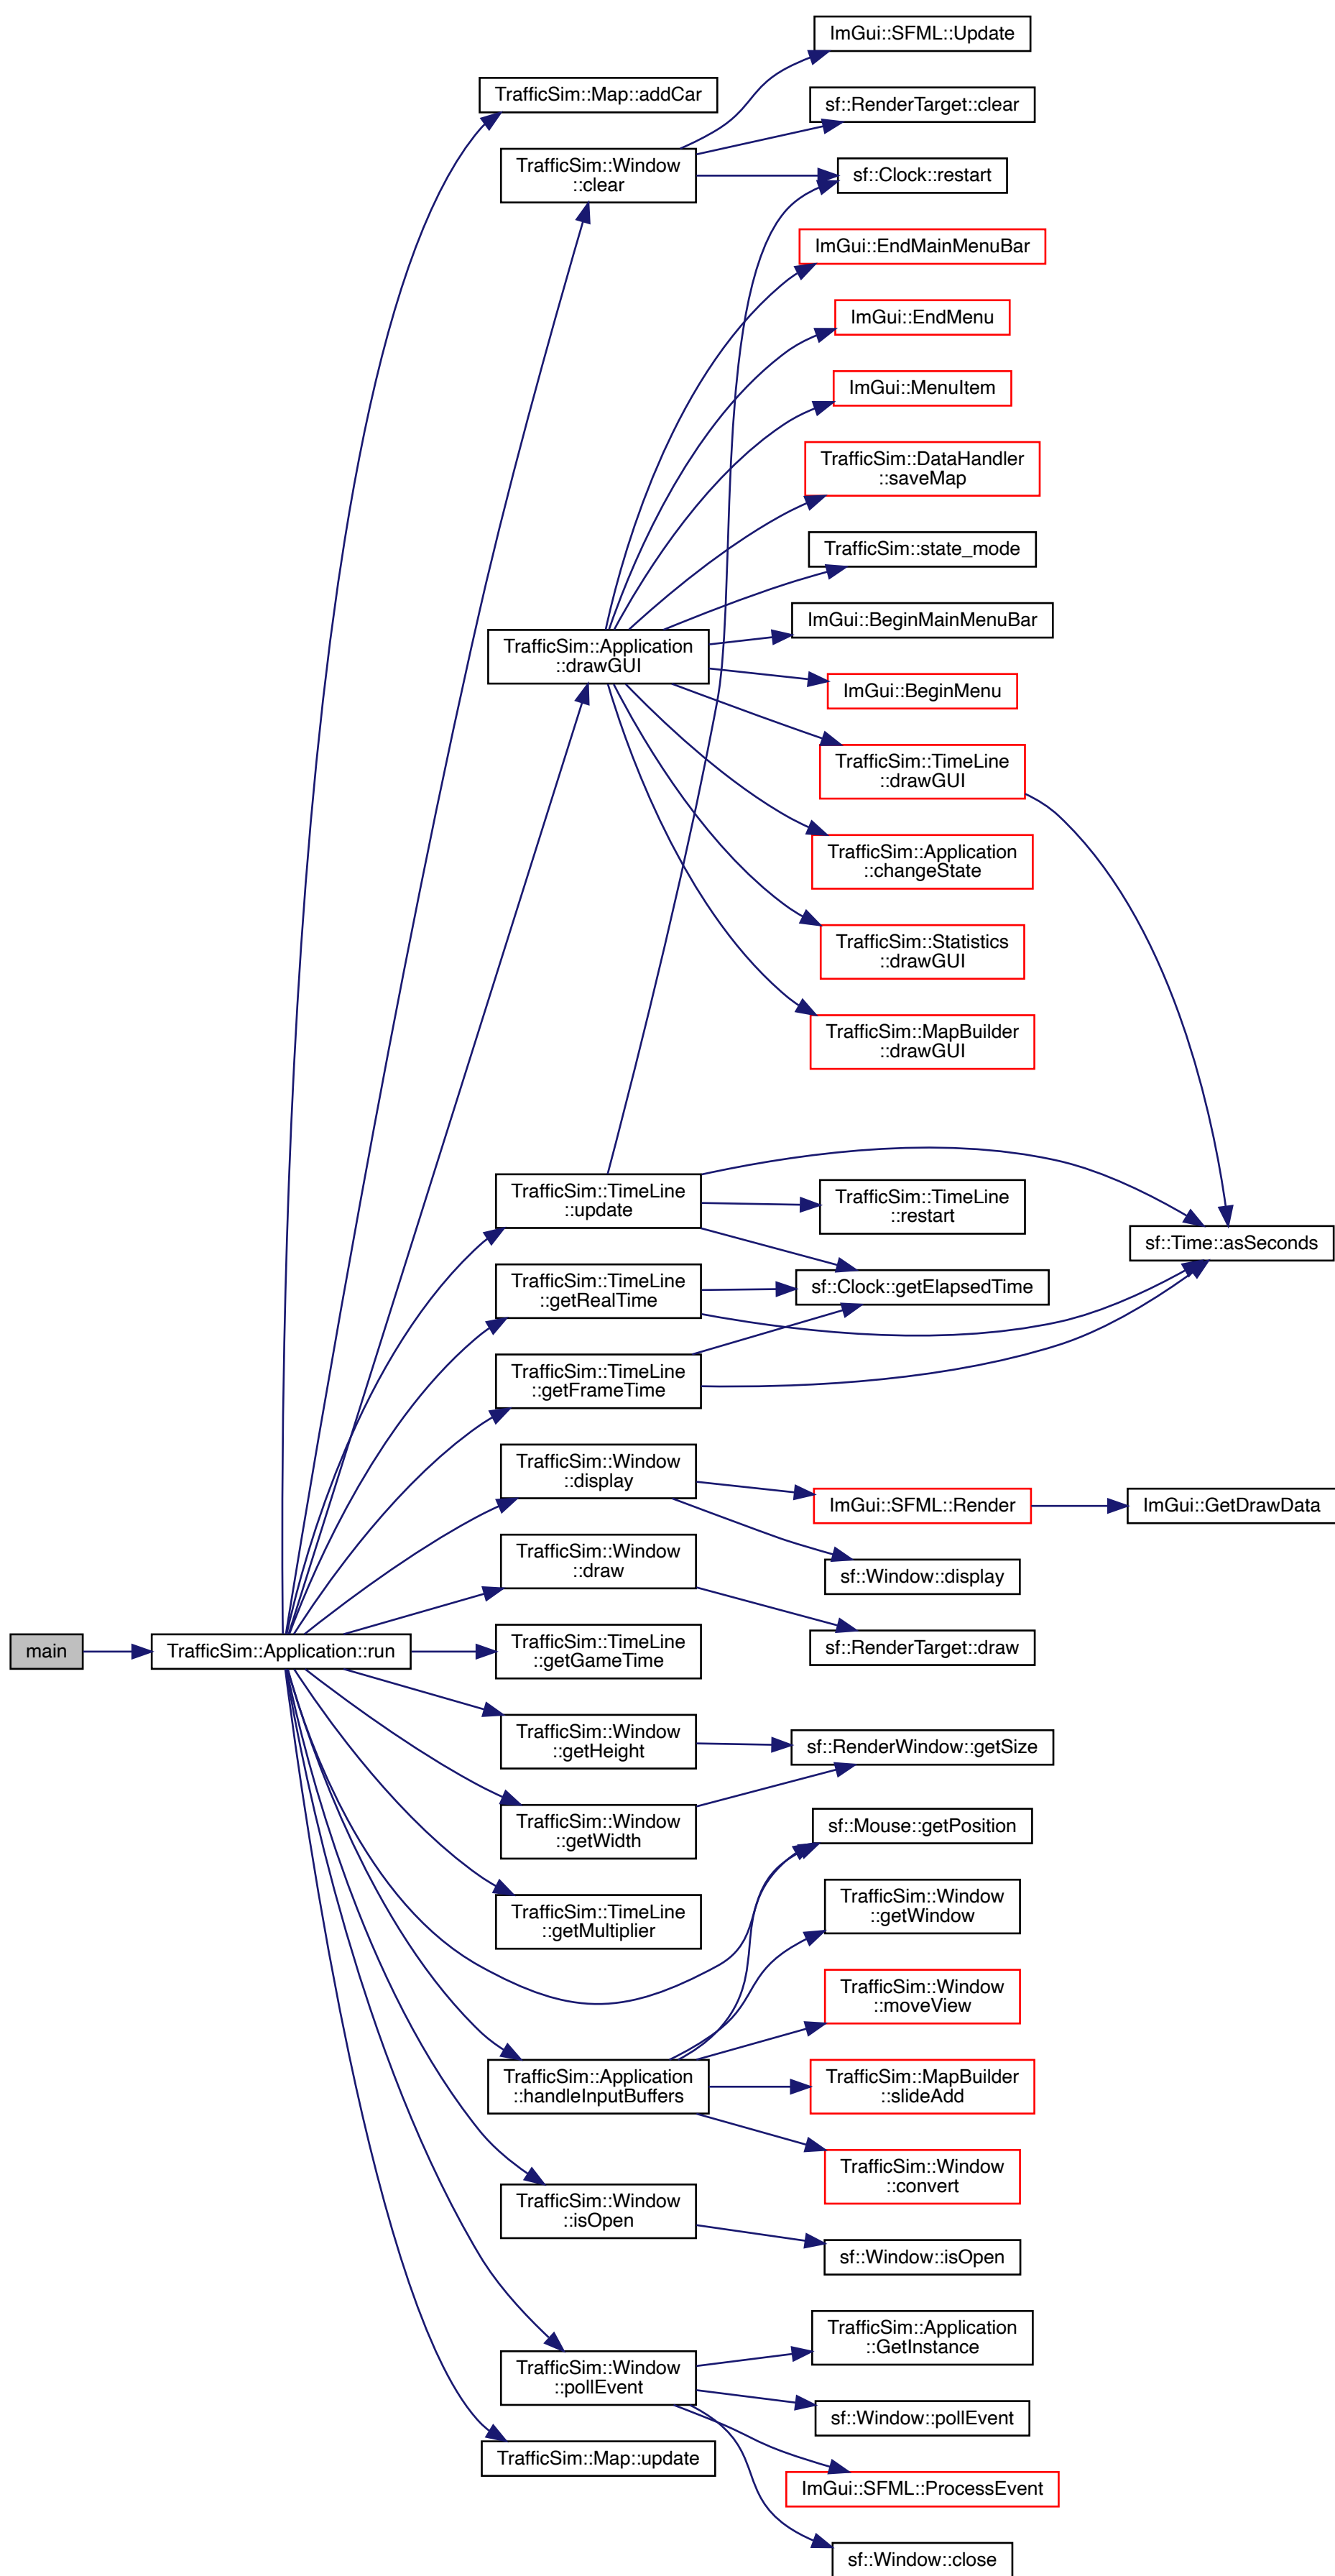 main
TrafficSim::Application::run
TrafficSim::Map::addCar
TrafficSim::Window
::clear
TrafficSim::Application
::drawGUI
TrafficSim::TimeLine
::update
TrafficSim::TimeLine
::getRealTime
TrafficSim::TimeLine
::getFrameTime
TrafficSim::Window
::display
TrafficSim::Window
::draw
TrafficSim::TimeLine
::getGameTime
TrafficSim::Window
::getHeight
TrafficSim::Window
::getWidth
TrafficSim::TimeLine
::getMultiplier
TrafficSim::Application
::handleInputBuffers
TrafficSim::Window
::isOpen
TrafficSim::Window
::pollEvent
TrafficSim::Map::update
ImGui::SFML::Update
sf::RenderTarget::clear
sf::Clock::restart
ImGui::EndMainMenuBar
ImGui::EndMenu
ImGui::MenuItem
TrafficSim::DataHandler
::saveMap
TrafficSim::state_mode
ImGui::BeginMainMenuBar
ImGui::BeginMenu
TrafficSim::TimeLine
::drawGUI
TrafficSim::Application
::changeState
TrafficSim::Statistics
::drawGUI
TrafficSim::MapBuilder
::drawGUI
TrafficSim::TimeLine
::restart
sf::Clock::getElapsedTime
ImGui::SFML::Render
sf::Window::display
sf::RenderTarget::draw
sf::RenderWindow::getSize
sf::Mouse::getPosition
TrafficSim::Window
::getWindow
TrafficSim::Window
::moveView
TrafficSim::MapBuilder
::slideAdd
TrafficSim::Window
::convert
sf::Window::isOpen
TrafficSim::Application
::GetInstance
sf::Window::pollEvent
ImGui::SFML::ProcessEvent
sf::Window::close
sf::Time::asSeconds
ImGui::GetDrawData